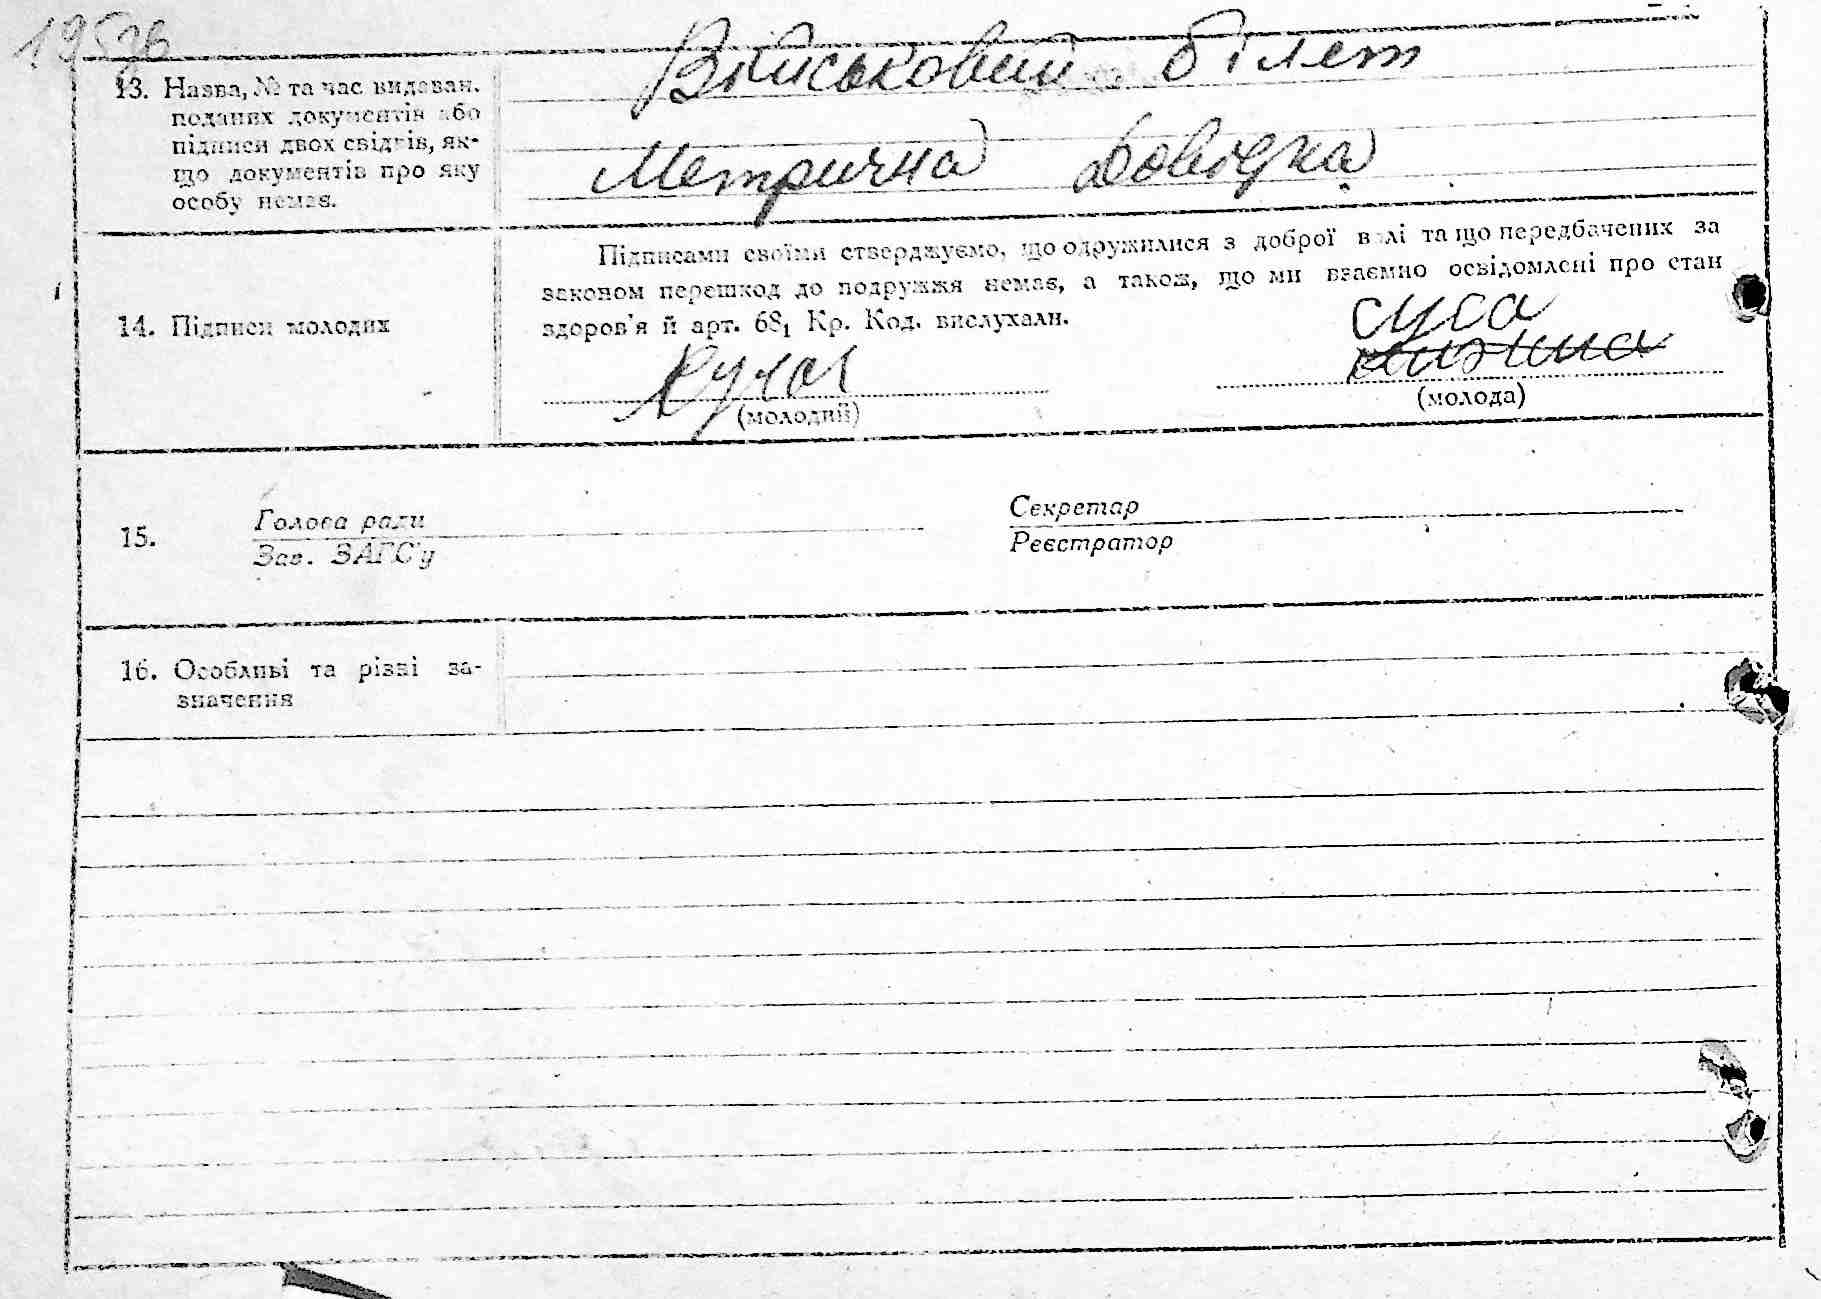 13. Назва, № та час видаван.
поданих документів або
підписи двох свідків, як-
що документів про яку
особу немає.
Військовий білет
Метрична Довідка
14. Підписи молодих
Підписами своїми стверджуємо, що одружилися з доброї волі та що передбачених за
законом перешкод до подружжя немає, а також, що ми взаємно освідомлені про стан
здоров'я й арт. 68₁ Кр. Код. вислухали.
суса
(молодий)
(молода)
15.
Голова ради
Зав. ЗАГС'у
Секретар
Реєстратор
16. Особливі та різні за-
значення